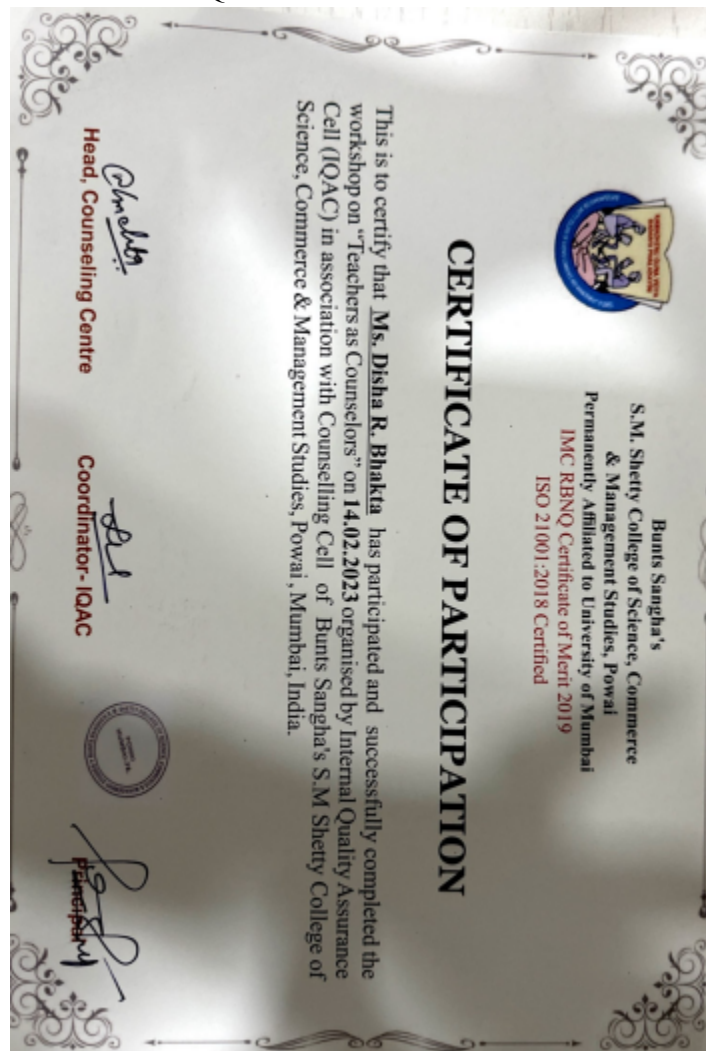 Bunts Sangha's
S.M. Shetty College of Science, Commerce
& Management Studies, Powai
Permanently Affiliated to University of Mumbai
IMC RBNQ Certificate of Merit 2019
ISO 21001:2018 Certified
CERTIFICATE OF PARTICIPATION
This is to certify that Ms. Disha R. Bhakta has participated and successfully completed the
workshop on "Teachers as Counselors" on 14.02.2023 organised by Internal Quality Assurance
Cell (IQAC) in association with Counselling Cell of Bunts Sangha's S.M Shetty College of
Science, Commerce & Management Studies, Powai, Mumbai, India.
Head, Counseling Centre
Coordinator- IQAC
Principal